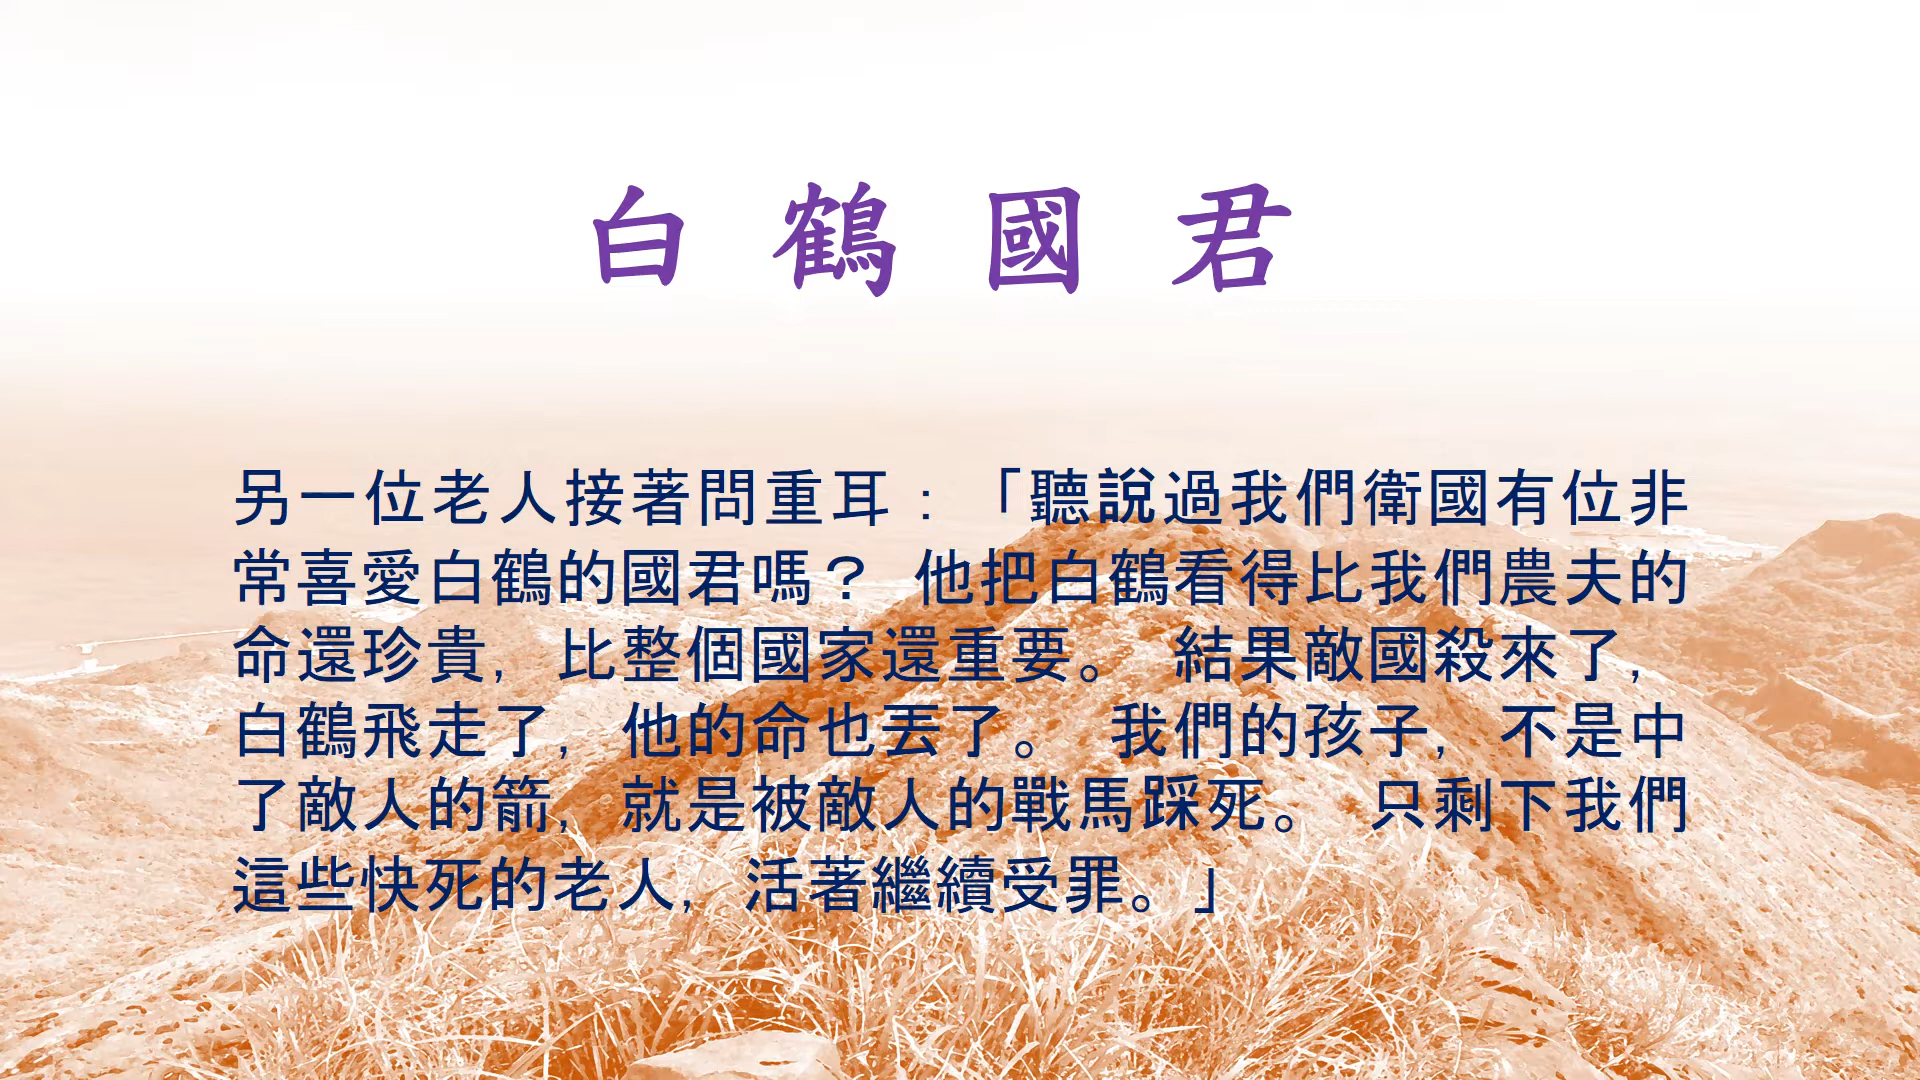 白鶴國君
另一位老人接著問重耳：「聽說過我們衛國有位非
常喜愛白鶴的國君嗎？ 他把白鶴看得比我們農夫的
命還珍貴， 比整個國家還重要。 結果敵國殺來了，
白鶴飛走了， 他的命也丟了。 我們的孩子， 不是中
了敵人的箭， 就是被敵人的戰馬踩死。 只剩下我們
這些快死的老人， 活著繼續受罪。」